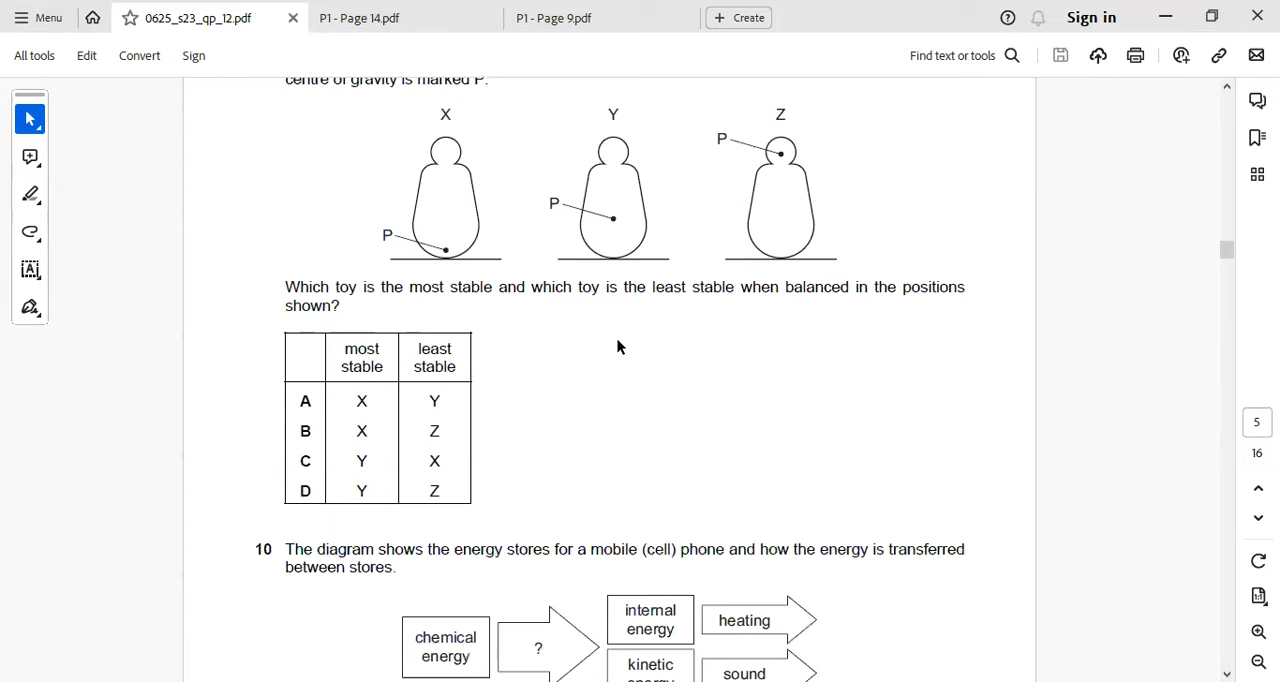 Menu
0625_s23_qp_12.pdf
P1 - Page 14.pdf
P1 - Page 9.pdf
Create
Sign in
All tools
Edit
Convert
Sign
Find text or tools
centre of gravity is marked P.
X Y Z
P
P
P
Which toy is the most stable and which toy is the least stable when balanced in the positions
shown?
most stable least stable
A X Y
B X Z
C Y X
D Y Z
10 The diagram shows the energy stores for a mobile (cell) phone and how the energy is transferred
between stores.
chemical energy
?
internal energy
heating
kinetic energy
sound
5
16